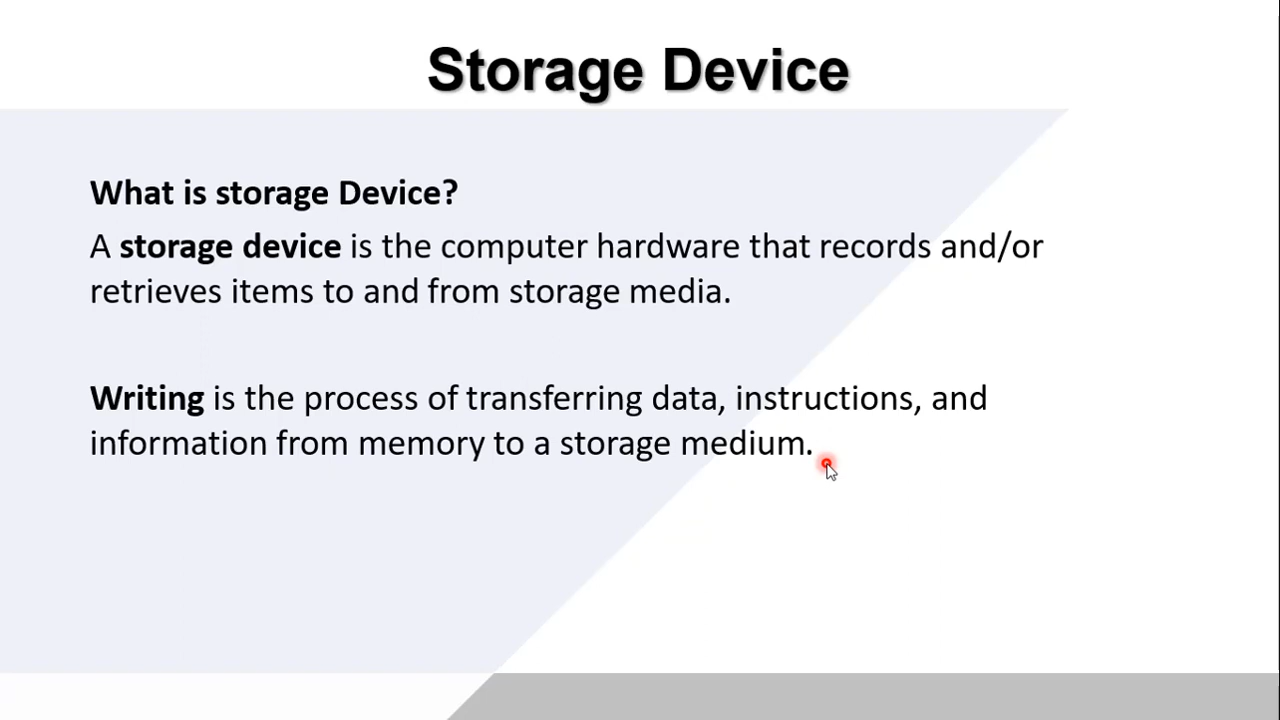 Storage Device
What is storage Device?
A storage device is the computer hardware that records and/or
retrieves items to and from storage media.
Writing is the process of transferring data, instructions, and
information from memory to a storage medium.